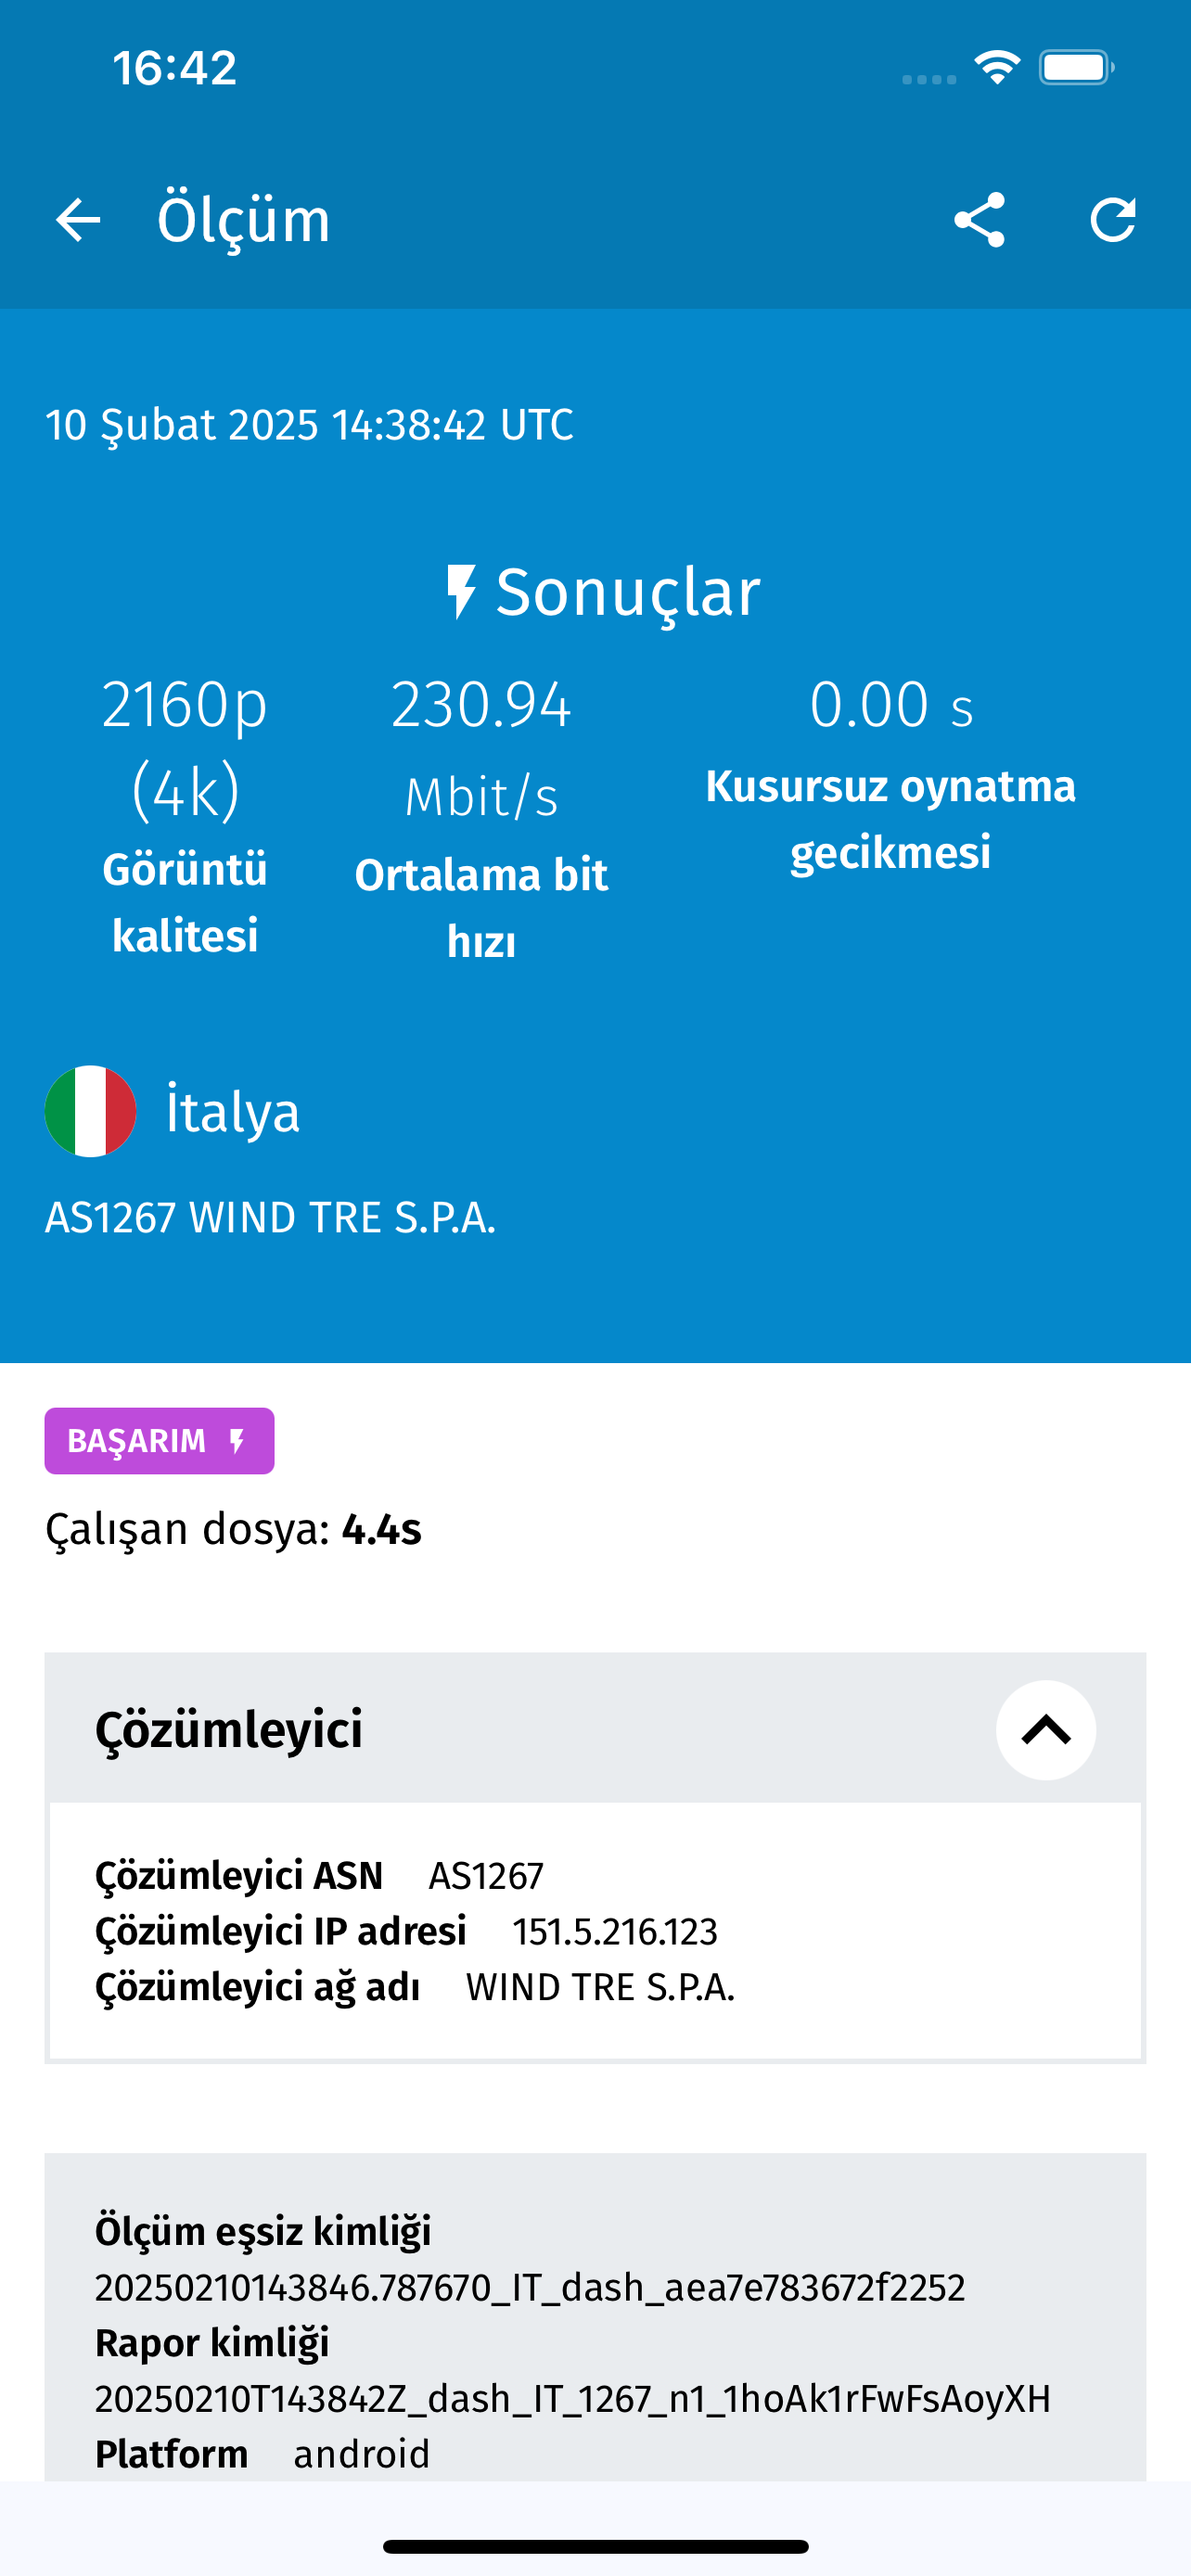 16:42
Ölçüm
10 Şubat 2025 14:38:42 UTC
Sonuçlar
2160p
(4k)
Görüntü
kalitesi
230.94
Mbit/s
Ortalama bit
hızı
0.00 s
Kusursuz oynatma
gecikmesi
İtalya
AS1267 WIND TRE S.P.A.
BAŞARIM
Çalışan dosya: 4.4s
Çözümleyici
Çözümleyici ASN AS1267
Çözümleyici IP adresi 151.5.216.123
Çözümleyici ağ adı WIND TRE S.P.A.
Ölçüm eşsiz kimliği
20250210143846.787670_IT_dash_aea7e783672f2252
Rapor kimliği
20250210T143842Z_dash_IT_1267_n1_1hoAk1rFwFsAoyXH
Platform android